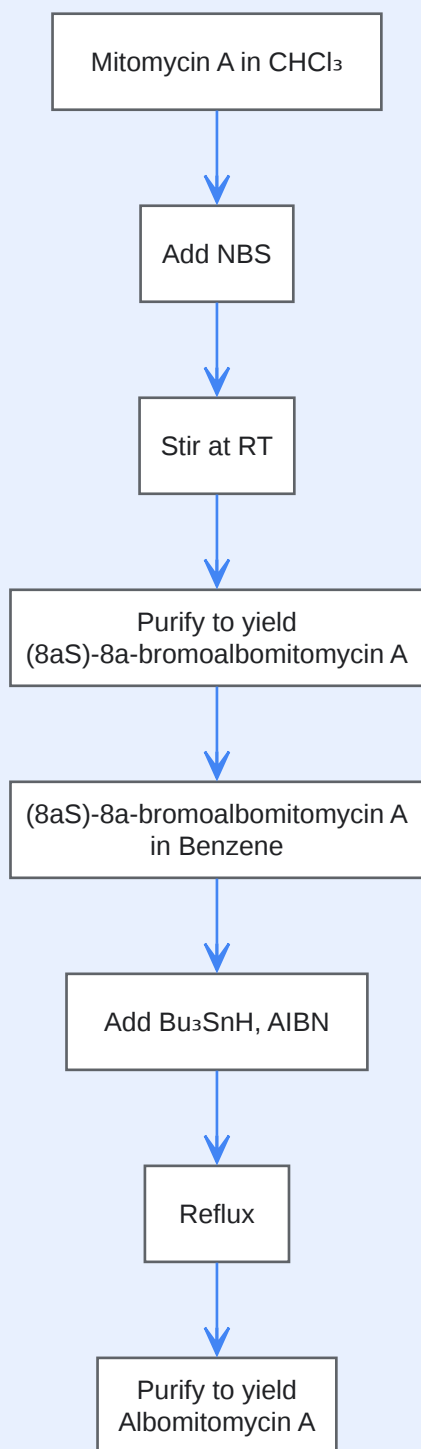 Mitomycin A in CHCl₃
Add NBS
Stir at RT
Purify to yield
(8aS)-8a-bromoalbomitomycin A
(8aS)-8a-bromoalbomitomycin A
in Benzene
Add Bu₃SnH, AIBN
Reflux
Purify to yield
Albomitomycin A